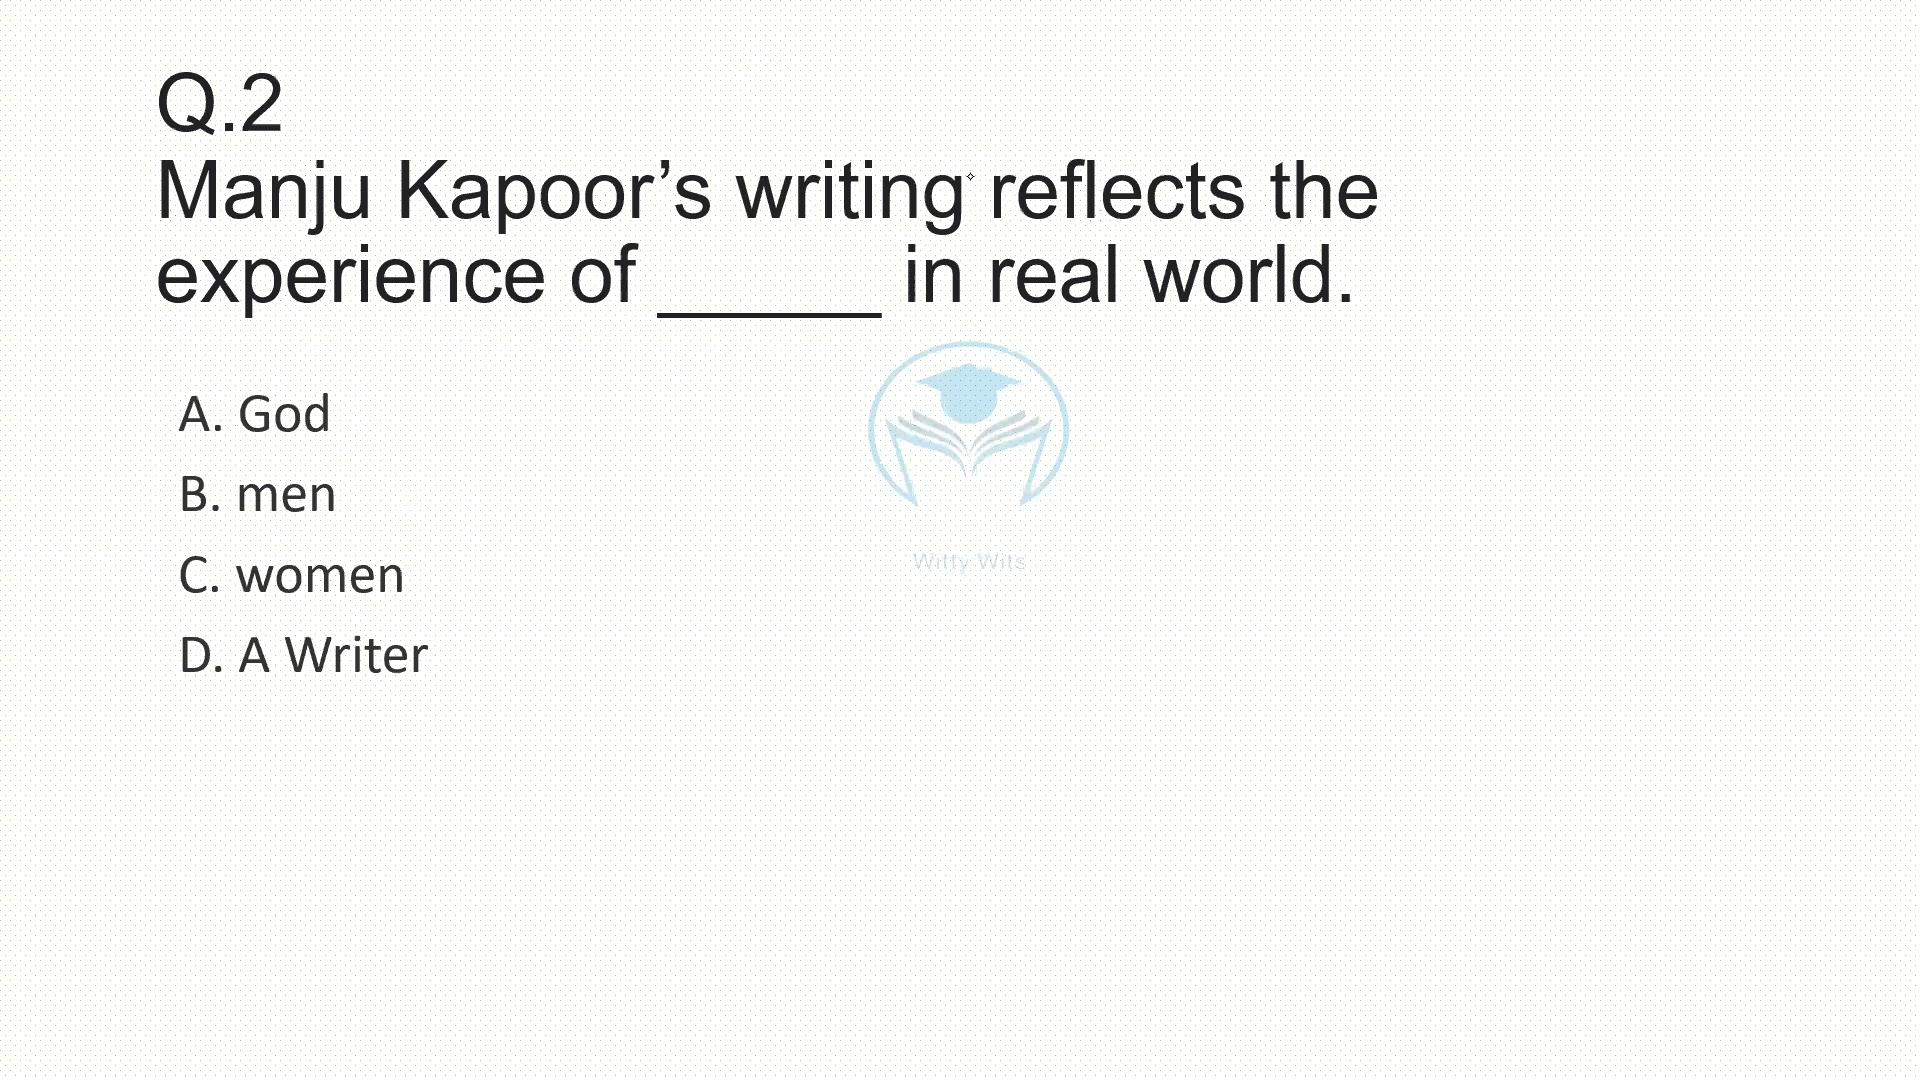 Q.2
Manju Kapoor’s writing reflects the
experience of ______ in real world.
A. God
B. men
C. women
D. A Writer
Witty Wits